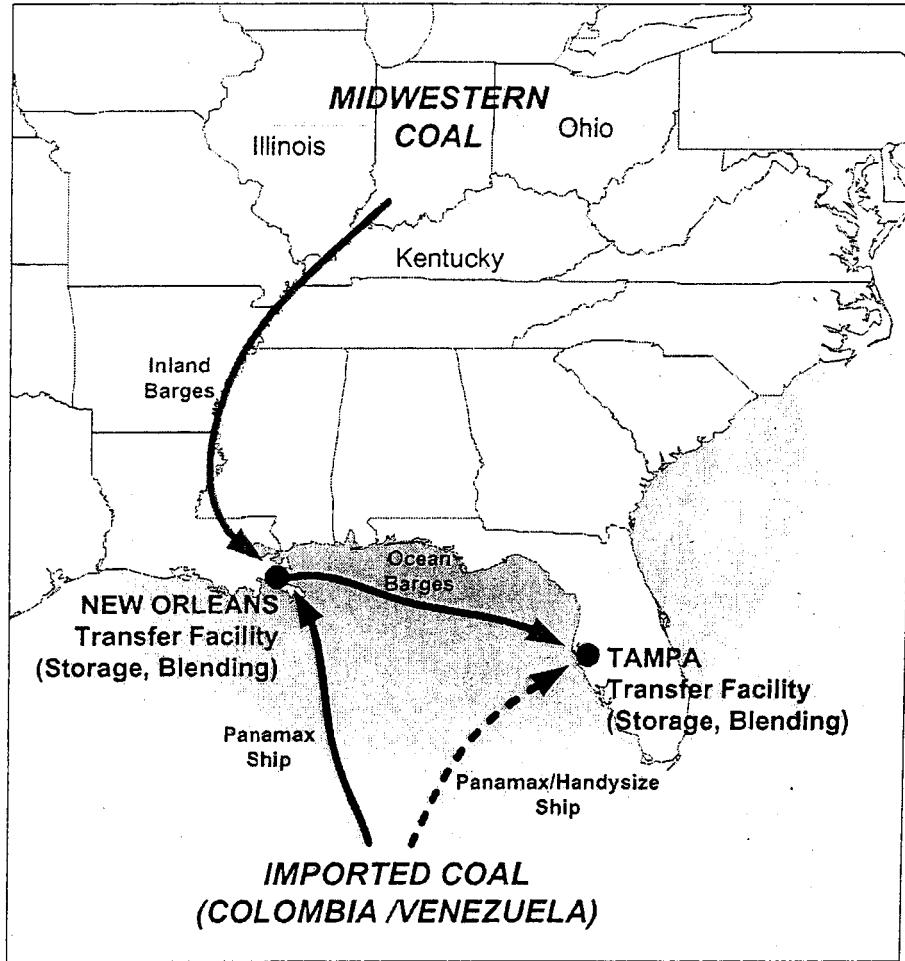 MIDWESTERN
COAL
Illinois
Ohio
Kentucky
Inland
Barges
Ocean
Barges
NEW ORLEANS
Transfer Facility
(Storage, Blending)
TAMPA
Transfer Facility
(Storage, Blending)
Panamax
Ship
Panamax/Handysize
Ship
IMPORTED COAL
(COLOMBIA /VENEZUELA)